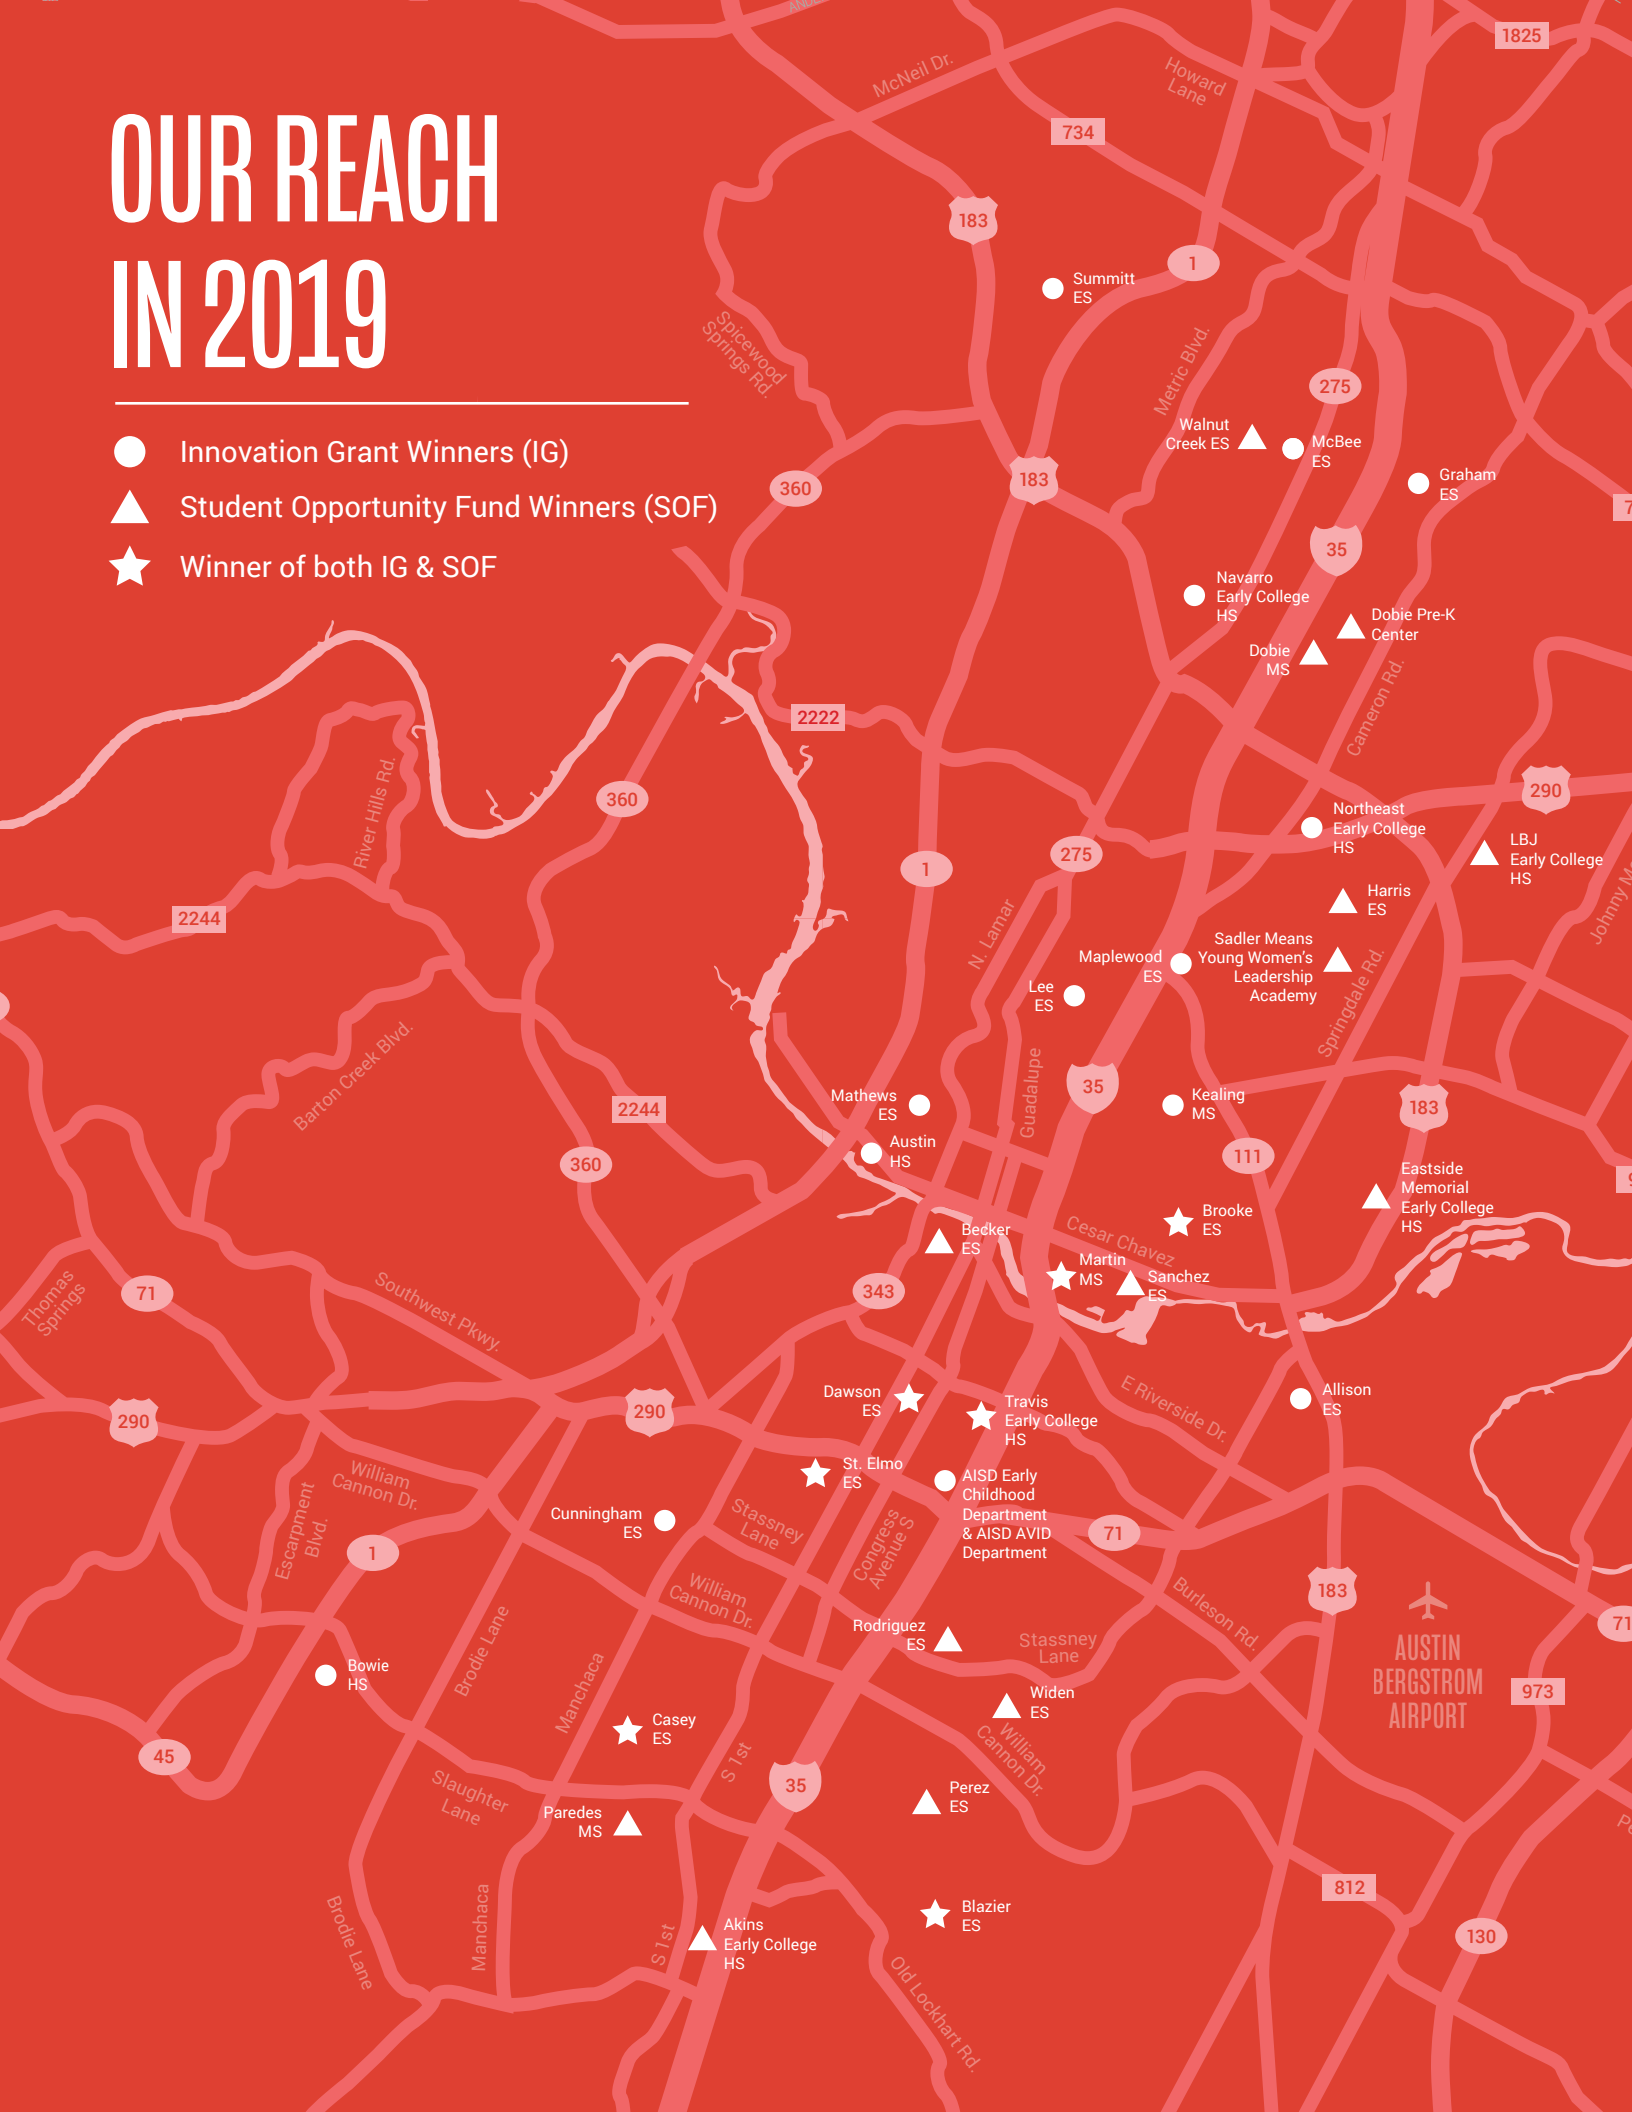 OUR REACH
IN 2019
Innovation Grant Winners (IG)
Student Opportunity Fund Winners (SOF)
Winner of both IG & SOF
1825
McNeil Dr.
Howard
Lane
734
183
1
Summitt
ES
Spicewood
Springs Rd.
Metric Blvd.
275
Walnut
Creek ES
McBee
ES
Graham
ES
360
183
35
Navarro
Early College
HS
Dobie Pre-K
Center
Dobie
MS
Cameron Rd.
2222
River Hills Rd.
360
290
Northeast
Early College
HS
LBJ
Early College
HS
275
1
Harris
ES
2244
N. Lamar
Sadler Means
Young Women's
Leadership
Academy
Maplewood
ES
Lee
ES
Springdale Rd.
Barton Creek Blvd.
Guadalupe
35
Mathews
ES
Kealing
MS
2244
183
Austin
HS
360
111
Eastside
Memorial
Early College
HS
Brooke
ES
Becker
ES
Cesar Chavez
Martin
MS
Sanchez
ES
Thomas
Springs
71
Southwest Pkwy.
343
Dawson
ES
Travis
Early College
HS
E Riverside Dr.
Allison
ES
290
290
William
Cannon Dr.
St. Elmo
ES
AISD Early
Childhood
Department
& AISD AVID
Department
Escarpment
Blvd.
Cunningham
ES
Stassney
Lane
Congress
Avenue S
71
1
William
Cannon Dr.
Burleson Rd.
183
71
Brodie Lane
Rodriguez
ES
Stassney
Lane
AUSTIN
BERGSTROM
AIRPORT
Bowie
HS
Manchaca
Widen
ES
973
Casey
ES
William
Cannon Dr.
45
S 1st
35
Slaughter
Lane
Paredes
MS
Perez
ES
812
Brodie Lane
Manchaca
S 1st
Akins
Early College
HS
Blazier
ES
130
Old Lockhart Rd.